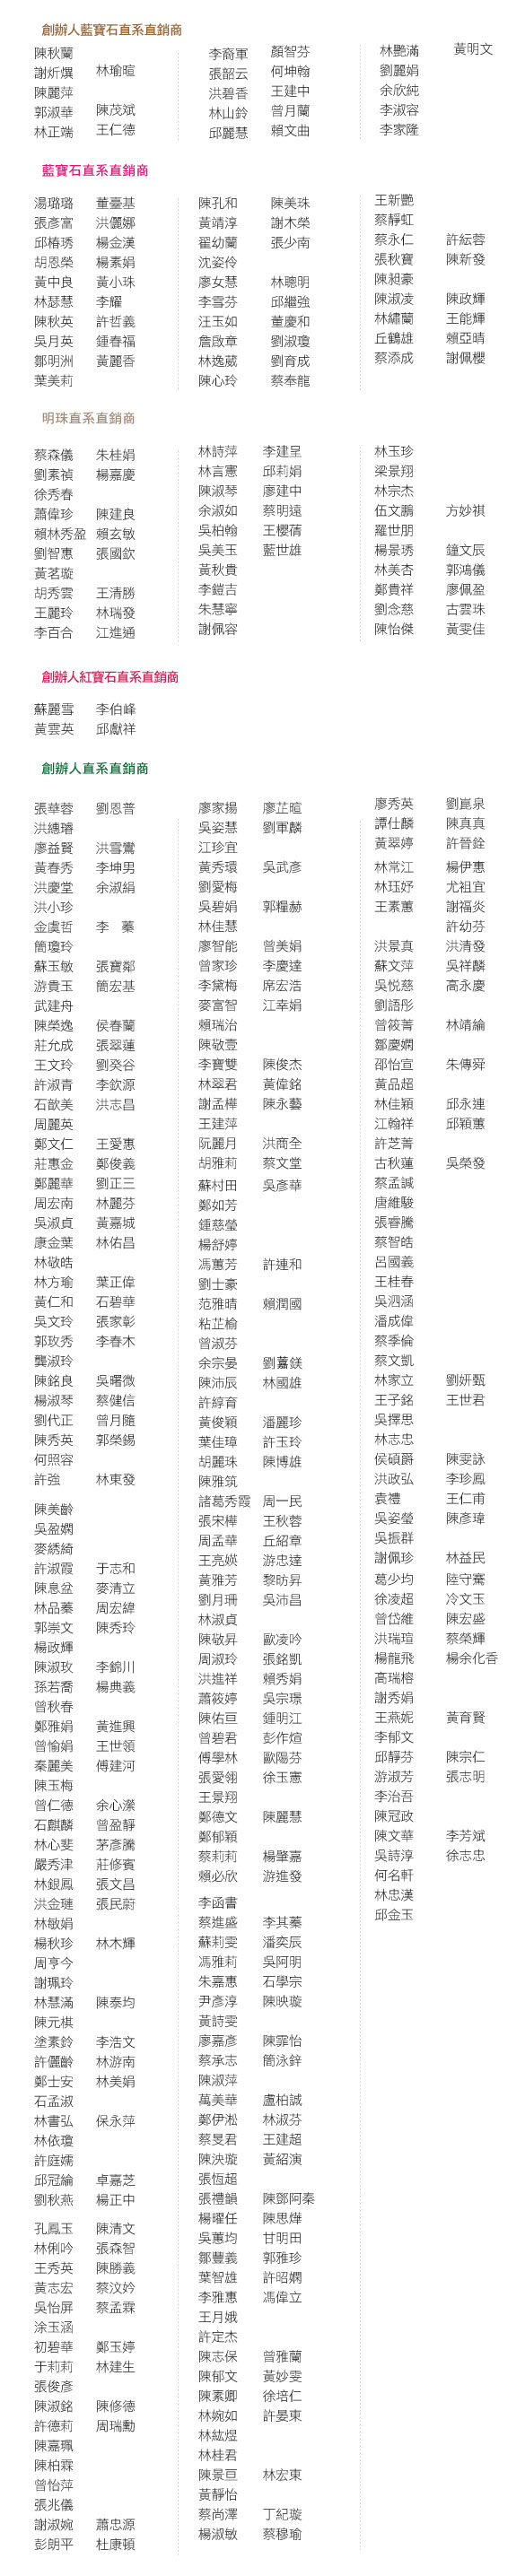 創辦人藍寶石直系直銷商
陳秋蘭
謝炘爟 林瑜暄
陳麗萍
郭淑華 陳茂斌
林正端 王仁德
李裔軍 顏智芬
張韶云 何坤翰
洪碧香 王建中
林山鈴 曾月蘭
邱麗慧 賴文曲
林艷滿 黃明文
劉麗娟
余欣純
李淑容
李家隆
藍寶石直系直銷商
湯璐璐 董臺基
張彥富 洪儷娜
邱椿琇 楊金漢
胡恩榮 楊素娟
黃中良 黃小珠
林瑟慧 李耀
陳秋英 許哲義
吳月英 鍾春福
鄒明洲 黃麗香
葉美莉
陳孔和 陳美珠
黃靖淳 謝木榮
翟幼蘭 張少南
沈姿伶
廖女慧 林聰明
李雪芬 邱繼強
汪玉如 董慶和
詹啟章 劉淑瓊
林逸葳 劉育成
陳心玲 蔡奉龍
王新艷
蔡靜虹
蔡永仁 許紜蓉
張秋寶 陳新發
陳昶豪
陳淑凌 陳政輝
林繡蘭 王能輝
丘鶴雄 賴亞晴
蔡添成 謝佩櫻
明珠直系直銷商
蔡森儀 朱桂娟
劉素禎 楊嘉慶
徐秀春
蕭偉珍 陳建良
賴林秀盈 賴玄敏
劉智惠 張國欽
黃茗璇
胡秀雲 王清勝
王麗玲 林瑞發
李百合 江進通
林詩萍 李建呈
林言憲 邱莉娟
陳淑琴 廖建中
余淑如 蔡明遠
吳柏翰 王櫻蒨
吳美玉 藍世雄
黃秋貴
李鎧吉
朱慧寧
謝佩容
林玉珍
梁景翔
林宗杰
伍文鵬 方妙祺
羅世朋
楊景琇 鐘文辰
林美杏 郭鴻儀
鄭貴祥 廖佩盈
劉念慈 古雲珠
陳怡傑 黃雯佳
創辦人紅寶石直系直銷商
蘇麗雪 李伯峰
黃雲英 邱獻祥
創辦人直系直銷商
張華蓉 劉恩普
洪繐璿
廖益賢 洪雪鸞
黃春秀 李坤男
洪慶堂 余淑絹
洪小珍
金虞哲 李 蓁
簡瓊玲
蘇玉敏 張寶鄰
游貴玉 簡宏基
武建舟
陳榮逸 侯春蘭
莊允成 張翠蓮
王文玲 劉癸谷
許淑青 李欽源
石歆美 洪志昌
周麗英
鄭文仁 王愛惠
莊惠金 鄭俊義
鄭麗華 劉正三
周宏南 林麗芬
吳淑貞 黃嘉城
康金葉 林佑昌
林敬皓
林方瑜 葉正偉
黃仁和 石碧華
吳文玲 張家彰
郭玫秀 李春木
龔淑玲
陳銘良 吳曙微
楊淑琴 蔡健信
劉代正 曾月隨
陳秀英 郭榮錫
何照容
許強 林東發
陳美齡
吳盈嫻
麥綉綺
許淑霞 于志和
陳息盆 麥清立
林品蓁 周宏緯
郭崇文 陳秀玲
楊政輝
陳淑玫 李錦川
孫若喬 楊典義
曾秋春
鄭雅娟 黃進興
曾愉娟 王世領
秦麗美 傅建河
陳玉梅
曾仁德 余心瀠
石麒麟 曾盈靜
林心斐 茅彥騰
嚴秀津 莊修賓
林銀鳳 張文昌
洪金璉 張民蔚
林敏娟
楊秋珍 林木輝
周亨今
謝珮玲
林慧滿 陳泰均
陳元棋
塗素鈴 李浩文
許儷齡 林游南
鄭士安 林美娟
石孟淑
林書弘 保永萍
林依瓊
許庭嬬
邱冠綸 卓嘉芝
劉秋燕 楊正中
孔鳳玉 陳清文
林俐吟 張森智
王秀英 陳勝義
黃志宏 蔡汶妗
吳怡屏 蔡孟霖
涂玉涵
初碧華 鄭玉婷
于莉莉 林建生
張俊彥
陳淑銘 陳修德
許德莉 周瑞勳
陳嘉珮
陳柏霖
曾怡萍
張兆儀
謝淑婉 蕭忠源
彭朗平 杜康頓
廖家揚 廖芷暄
吳姿慧 劉軍麟
江珍宜
黃秀環 吳武彥
劉愛梅
吳碧娟 郭糧赫
林佳慧
廖智能 曾美娟
曾家珍 李慶達
李黛梅 席宏浩
麥富智 江幸娟
賴瑞治
陳敬壹
李寶雙 陳俊杰
林翠君 黃偉銘
謝孟樺 陳永藝
王建萍
阮麗月 洪商全
胡雅莉 蔡文堂
蘇村田 吳彥華
鄭如芳
鍾慈瑩
楊舒婷
馮蕙芳 許連和
劉士豪
范雅晴 賴潤國
粘芷榆
曾淑芬
余宗晏 劉薑鎂
陳沛辰 林國雄
許綧育
黃俊穎 潘麗珍
葉佳璋 許玉玲
胡麗珠 陳博雄
陳雅筑
諸葛秀霞 周一民
張宋樺 王秋蓉
周孟華 丘紹章
王亮媖 游忠達
黃雅芳 黎昉昇
劉月珊 吳沛昌
林淑貞
陳敬昇 歐淩吟
周淑玲 張銘凱
洪進祥 賴秀娟
蕭筱婷 吳宗璟
陳佑亘 鍾明江
曾碧君 彭作煊
傅學林 歐陽芬
張愛翎 徐玉憲
王景翔
鄭德文 陳麗慧
鄭郁穎
蔡莉莉 楊肇嘉
賴必欣 游進發
李函書
蔡進盛 李其蓁
蘇莉雯 潘奕辰
馮雅莉 吳阿明
朱嘉惠 石學宗
尹彥淳 陳映璇
黃詩雯
廖嘉彥 陳霏怡
蔡承志 簡泳鋅
陳淑萍
萬美華 盧柏誠
鄭伊淞 林淑芬
蔡旻君 王建超
陳泱璇 黃紹演
張恆超
張禮韻 陳鄧阿秦
楊曜任 陳思燁
吳蕙均 甘明田
鄒豐義 郭雅珍
葉智雄 許昭嫻
李雅惠 馮偉立
王月娥
許定杰
陳志保 曾雅蘭
陳郁文 黃妙雯
陳素卿 徐培仁
林婉如 許晏東
林紘煜
林桂君
陳景亘 林宏東
黃靜怡
蔡尚澤 丁紀璇
楊淑敏 蔡穆瑜
廖秀英 劉崑泉
譚仕麟 陳真真
黃翠婷 許晉銓
林常江 楊伊惠
林玨妤 尤祖宜
王素蕙 謝福炎
許幼芬
洪景真 洪清發
蘇文萍 吳祥麟
吳悅慈 高永慶
劉語彤
曾筱菁 林靖綸
鄒慶嫻
邵怡宣 朱傳舜
黃品超
林佳穎 邱永連
江翰祥 邱穎蕙
許芝菁
古秋蓮 吳榮發
蔡孟誠
唐維駿
張睿騰
蔡智皓
呂國義
王桂春
吳泗涵
潘成偉
蔡季倫
蔡文凱
林家立 劉妍甄
王子銘 王世君
吳擇思
林志忠
侯碩爵 陳雯詠
洪政弘 李珍鳳
袁禮 王仁甫
吳姿瑩 陳彥瑋
吳振群
謝佩珍 林益民
葛少均 陸守騫
徐凌超 冷文玉
曾岱維 陳宏盛
洪瑞瑄 蔡榮輝
楊龍飛 楊余化香
高瑞榕
謝秀娟
王燕妮 黃育賢
李郁文
邱靜芬 陳宗仁
游淑芳 張志明
李治吾
陳冠政
陳文華 李芳斌
吳詩淳 徐志忠
何名軒
林忠漢
邱金玉